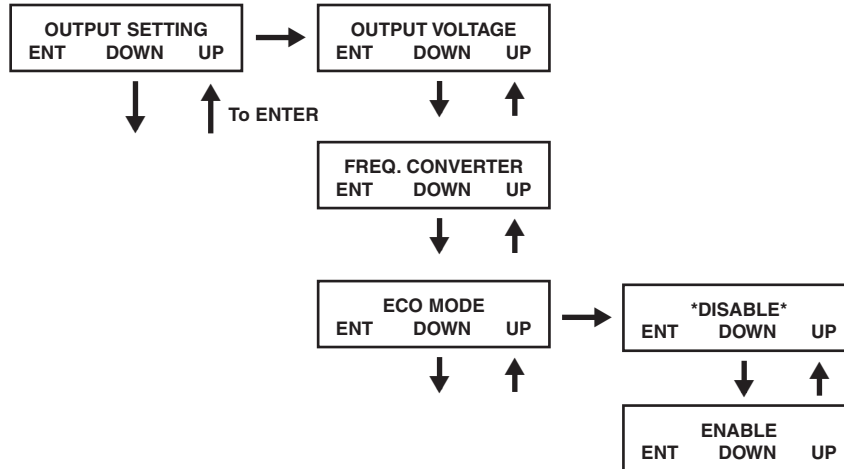 OUTPUT SETTING
ENT DOWN UP
OUTPUT VOLTAGE
ENT DOWN UP
To ENTER
FREQ. CONVERTER
ENT DOWN UP
ECO MODE
ENT DOWN UP
*DISABLE*
ENT DOWN UP
ENABLE
ENT DOWN UP